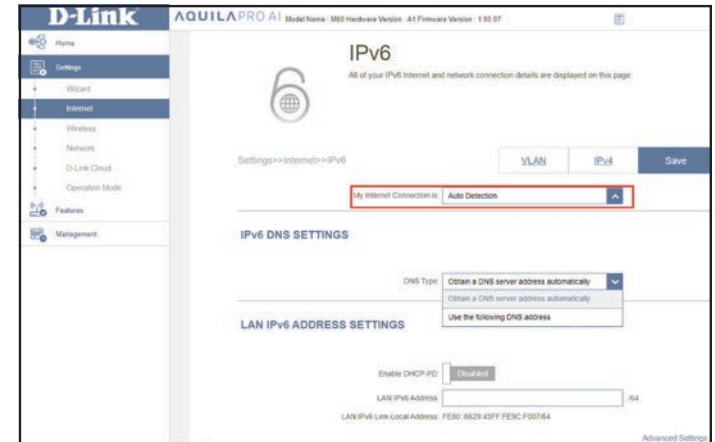 D-Link
AQUILA PRO AI Model Name : M60 Hardware Version : A1 Firmware Version : 1.00.07
Home
Settings
Wizard
Internet
Wireless
Network
D-Link Cloud
Operation Mode
Features
Management
IPv6
All of your IPv6 Internet and network connection details are displayed on this page.
Settings>>Internet>>IPv6
VLAN
IPv4
Save
My Internet Connection is: Auto Detection
IPv6 DNS SETTINGS
DNS Type: Obtain a DNS server address automatically
Obtain a DNS server address automatically
Use the following DNS address
LAN IPv6 ADDRESS SETTINGS
Enable DHCP-PD: Disabled
LAN IPv6 Address: /64
LAN IPv6 Link-Local Address: FE80::6629:43FF:FE9C:F007/64
Advanced Settings